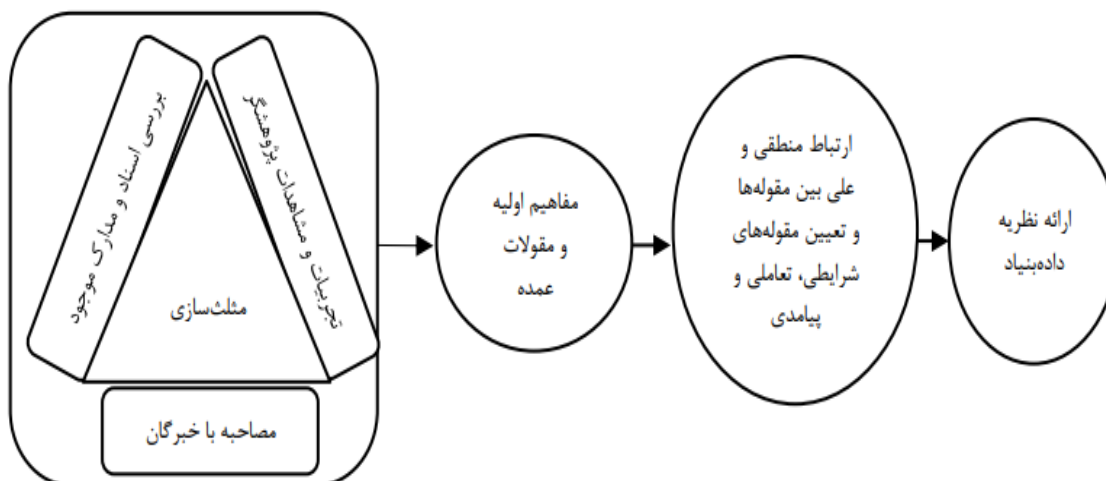 بررسی اسناد و مدارک موجود
تجربیات و مشاهدات پژوهشگر
مثلث‌سازی
مصاحبه با خبرگان
مفاهیم اولیه
و مقولات
عمده
ارتباط منطقی و
علی بین مقوله‌ها
و تعیین مقوله‌های
شرایطی، تعاملی و
پیامدی
ارائه نظریه
داده‌بنیاد